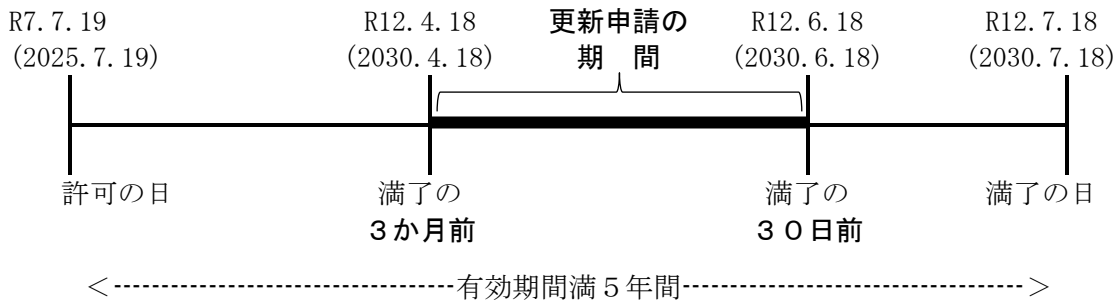 R7.7.19 R12.4.18 更新申請の R12.6.18 R12.7.18
(2025.7.19) (2030.4.18) 期　間 (2030.6.18) (2030.7.18)
許可の日 満了の 満了の 満了の日
３か月前 ３０日前
＜----------------------------------有効期間満５年間----------------------------------＞